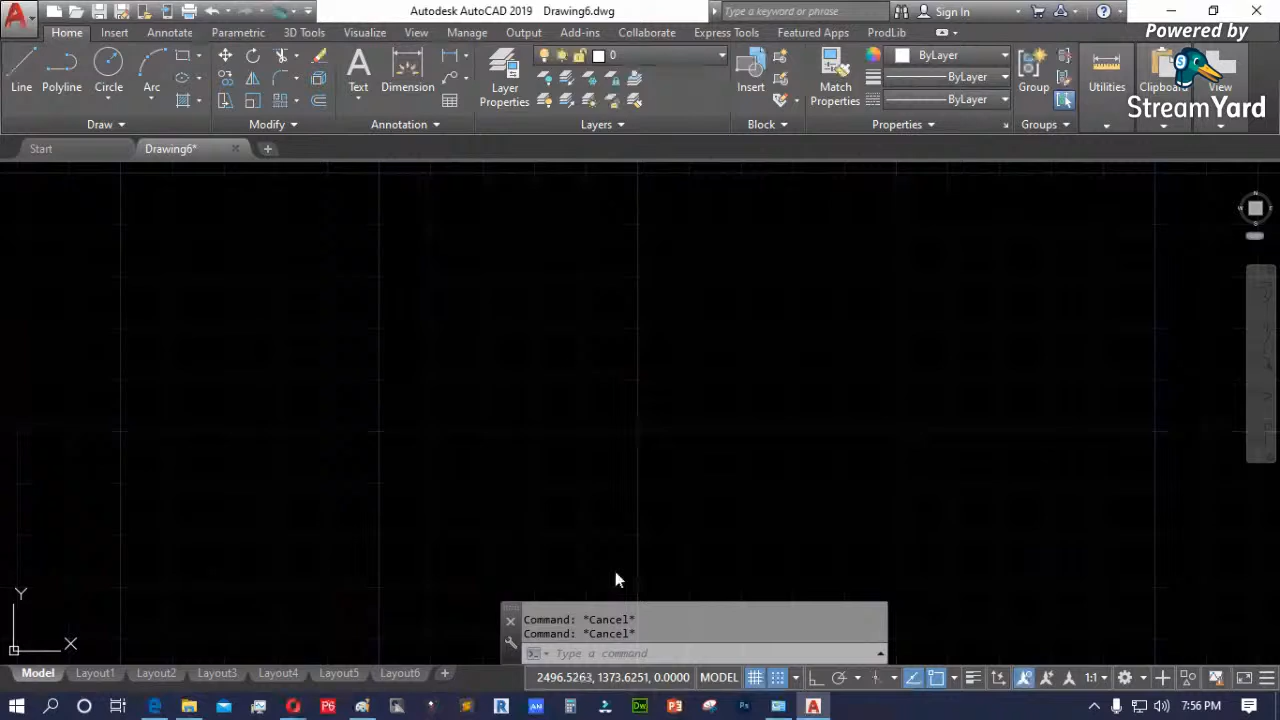 Autodesk AutoCAD 2019 Drawing6.dwg
Type a keyword or phrase
Sign In
Powered by
StreamYard
Home Insert Annotate Parametric 3D Tools Visualize View Manage Output Add-ins Collaborate Express Tools Featured Apps ProdLib
0
ByLayer
ByLayer
ByLayer
Line Polyline Circle Arc Text Dimension Layer Properties Insert Match Properties Group Utilities Clipboard View
Draw Modify Annotation Layers Block Properties Groups
Start Drawing6*
N
Y
X
Command: *Cancel*
Command: *Cancel*
Type a command
Model Layout1 Layout2 Layout3 Layout4 Layout5 Layout6
2496.5263, 1373.6251, 0.0000 MODEL 1:1
7:56 PM